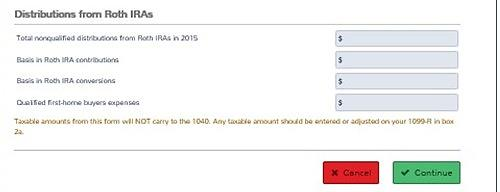 Distributions from Roth IRAs
Total nonqualified distributions from Roth IRAs in 2015
$
Basis in Roth IRA contributions
$
Basis in Roth IRA conversions
$
Qualified first-home buyers expenses
$
Taxable amounts from this form will NOT carry to the 1040. Any taxable amount should be entered or adjusted on your 1099-R in box
2a.
Cancel
Continue